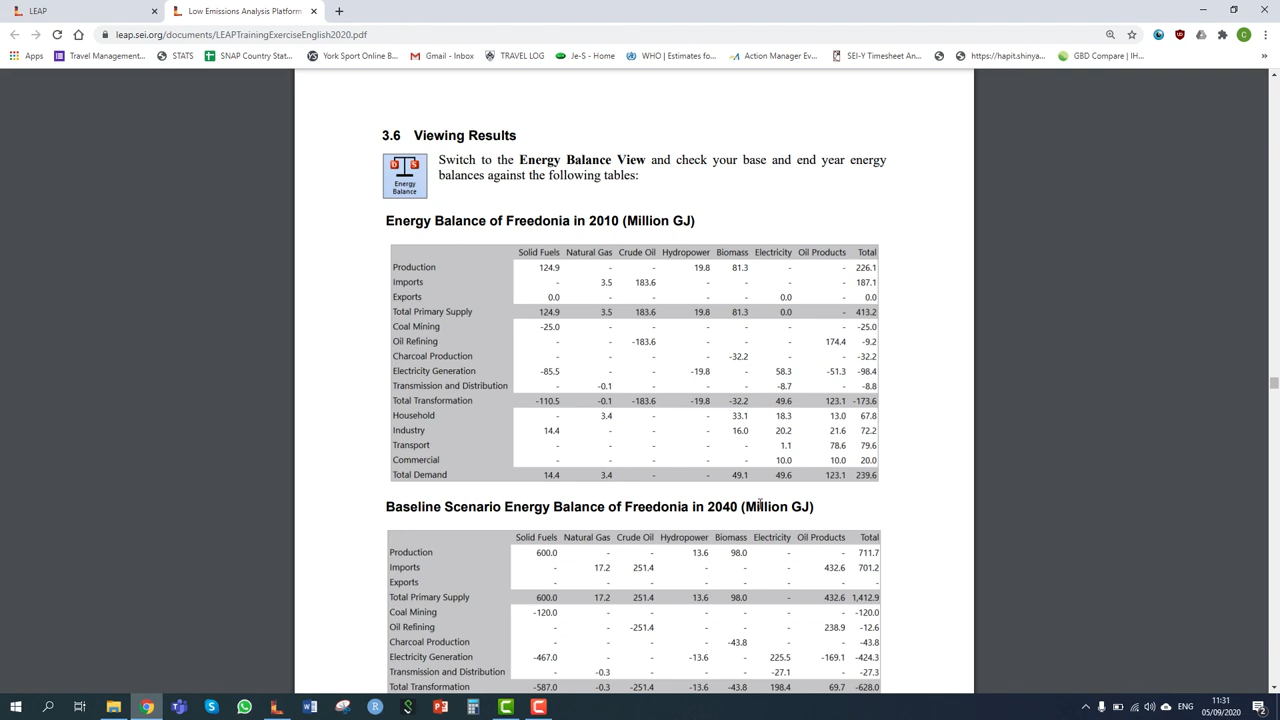 LEAP
Low Emissions Analysis Platform
leap.sei.org/documents/LEAPTrainingExerciseEnglish2020.pdf
Apps Travel Management... STATS SNAP Country Stat... York Sport Online B... Gmail - Inbox TRAVEL LOG Je-S - Home WHO | Estimates fo... Action Manager Ev... SEI-Y Timesheet An... https://hapit.shinya... GBD Compare | IH... »
3.6 Viewing Results
Switch to the Energy Balance View and check your base and end year energy
balances against the following tables:
D S
Energy
Balance
Energy Balance of Freedonia in 2010 (Million GJ)
Solid Fuels Natural Gas Crude Oil Hydropower Biomass Electricity Oil Products Total
Production 124.9 - - 19.8 81.3 - - 226.1
Imports - 3.5 183.6 - - - - 187.1
Exports 0.0 - - - - 0.0 - 0.0
Total Primary Supply 124.9 3.5 183.6 19.8 81.3 0.0 - 413.2
Coal Mining -25.0 - - - - - - -25.0
Oil Refining - - -183.6 - - - 174.4 -9.2
Charcoal Production - - - - -32.2 - - -32.2
Electricity Generation -85.5 - - -19.8 - 58.3 -51.3 -98.4
Transmission and Distribution - -0.1 - - - -8.7 - -8.8
Total Transformation -110.5 -0.1 -183.6 -19.8 -32.2 49.6 123.1 -173.6
Household - 3.4 - - 33.1 18.3 13.0 67.8
Industry 14.4 - - - 16.0 20.2 21.6 72.2
Transport - - - - - 1.1 78.6 79.6
Commercial - - - - - 10.0 10.0 20.0
Total Demand 14.4 3.4 - - 49.1 49.6 123.1 239.6
Baseline Scenario Energy Balance of Freedonia in 2040 (Million GJ)
Solid Fuels Natural Gas Crude Oil Hydropower Biomass Electricity Oil Products Total
Production 600.0 - - 13.6 98.0 - - 711.7
Imports - 17.2 251.4 - - - 432.6 701.2
Exports - - - - - - - -
Total Primary Supply 600.0 17.2 251.4 13.6 98.0 - 432.6 1,412.9
Coal Mining -120.0 - - - - - - -120.0
Oil Refining - - -251.4 - - - 238.9 -12.6
Charcoal Production - - - - -43.8 - - -43.8
Electricity Generation -467.0 - - -13.6 - 225.5 -169.1 -424.3
Transmission and Distribution - -0.3 - - - -27.1 - -27.3
Total Transformation -587.0 -0.3 -251.4 -13.6 -43.8 198.4 69.7 -628.0
11:31
05/09/2020